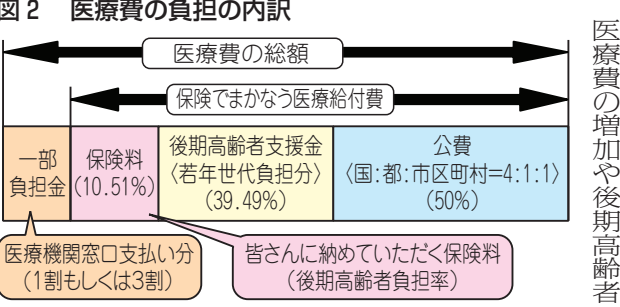 図2 医療費の負担の内訳
医療費の総額
保険でまかなう医療給付費
一部
負担金
保険料
(10.51%)
後期高齢者支援金
〈若年世代負担分〉
(39.49%)
公費
〈国:都:市区町村=4:1:1〉
(50%)
医療機関窓口支払い分
(1割もしくは3割)
皆さんに納めていただく保険料
(後期高齢者負担率)
医療費の増加や後期高齢者